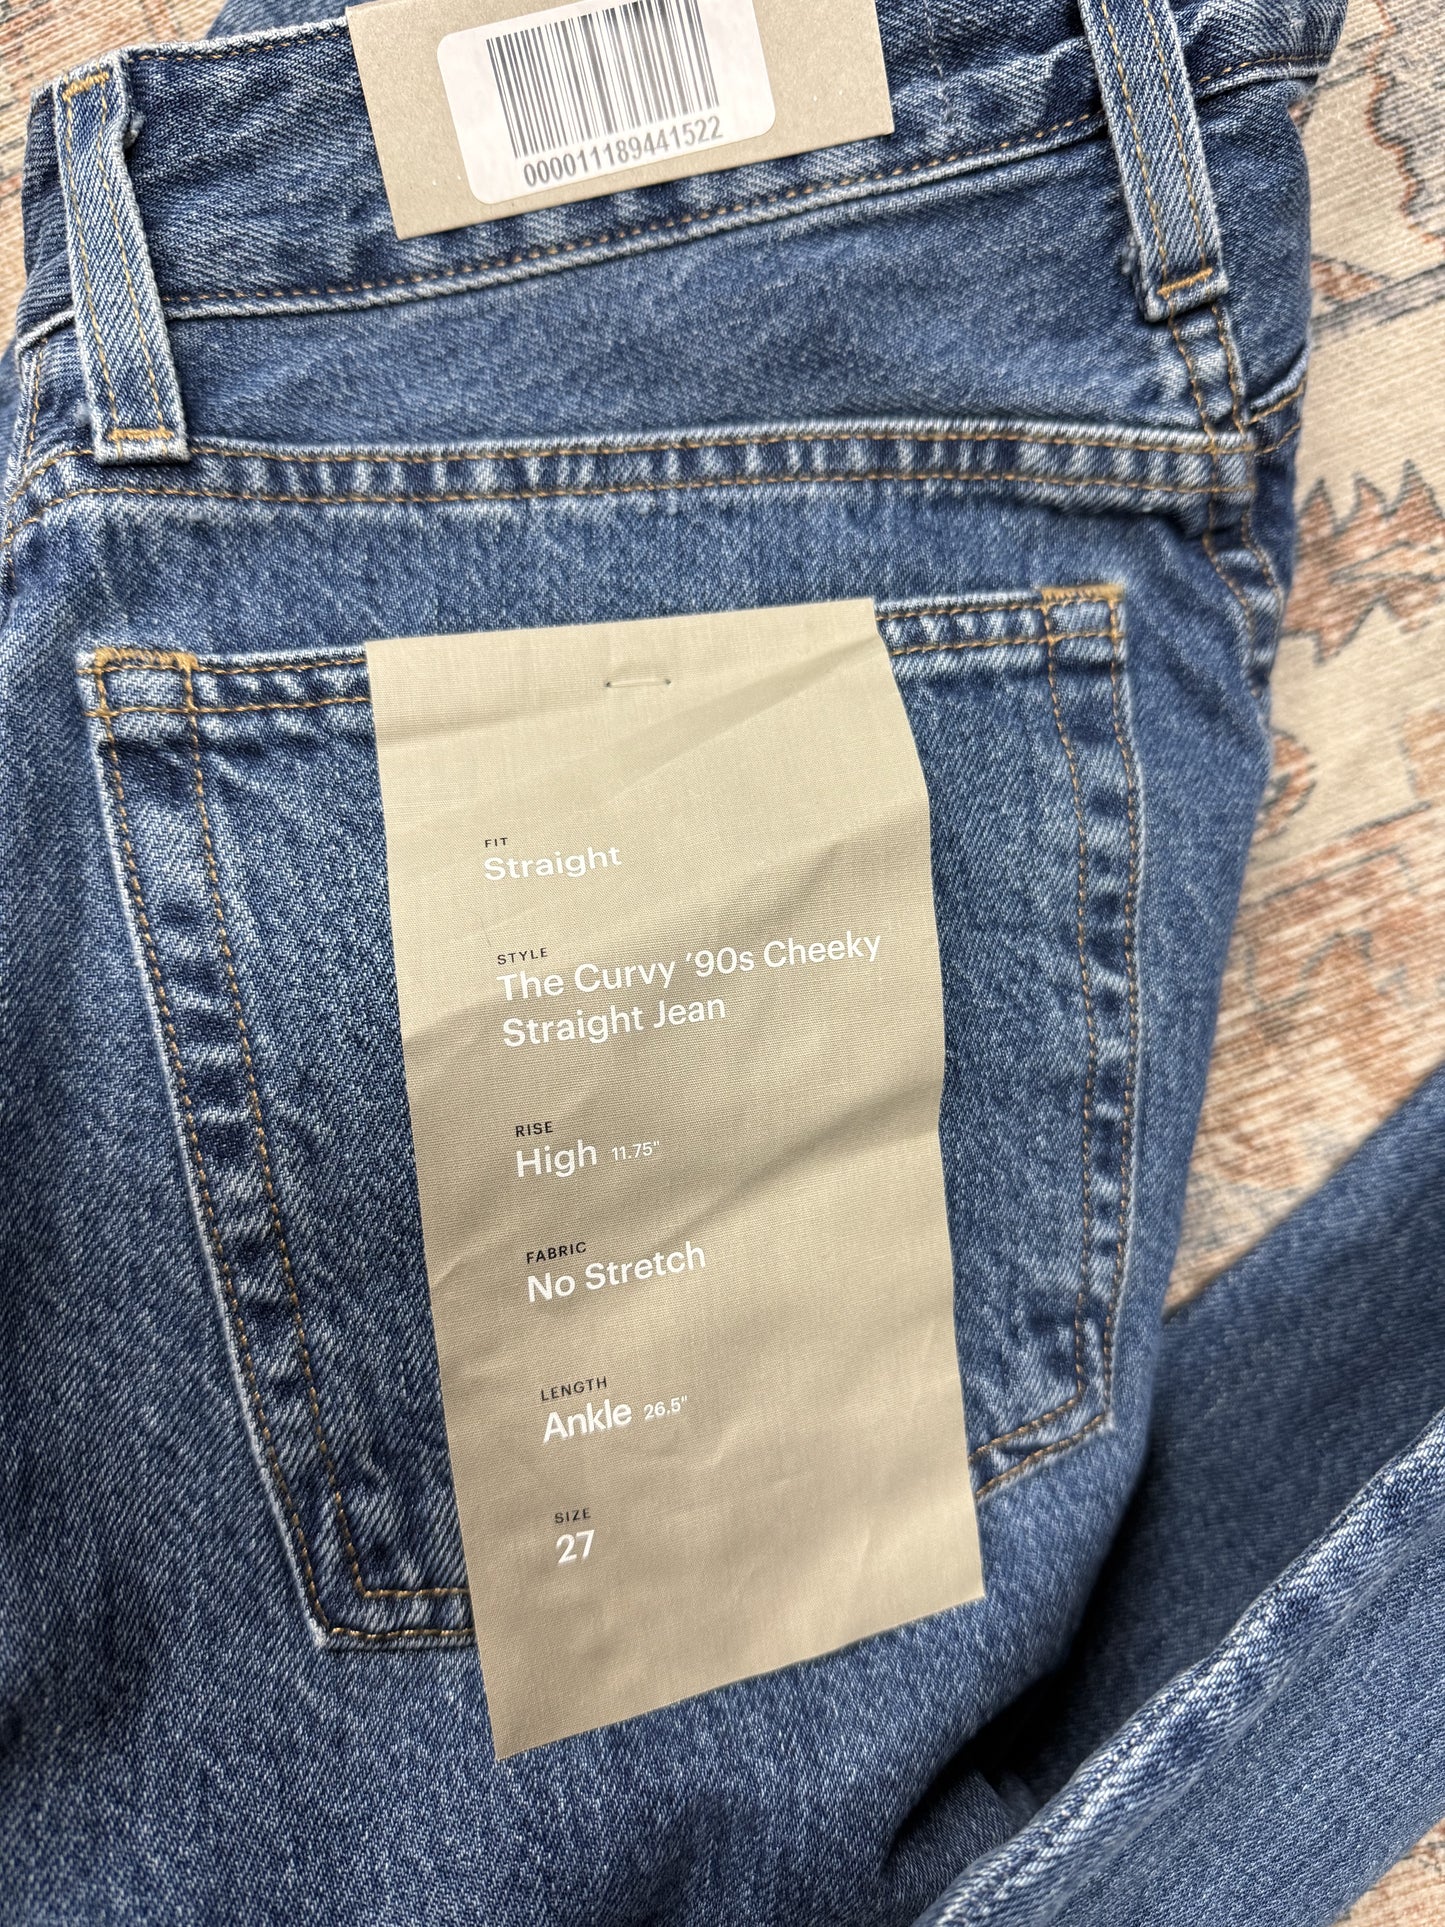 000011189441522
FIT
Straight
STYLE
The Curvy ’90s Cheeky
Straight Jean
RISE
High 11.75"
FABRIC
No Stretch
LENGTH
Ankle 26.5"
SIZE
27